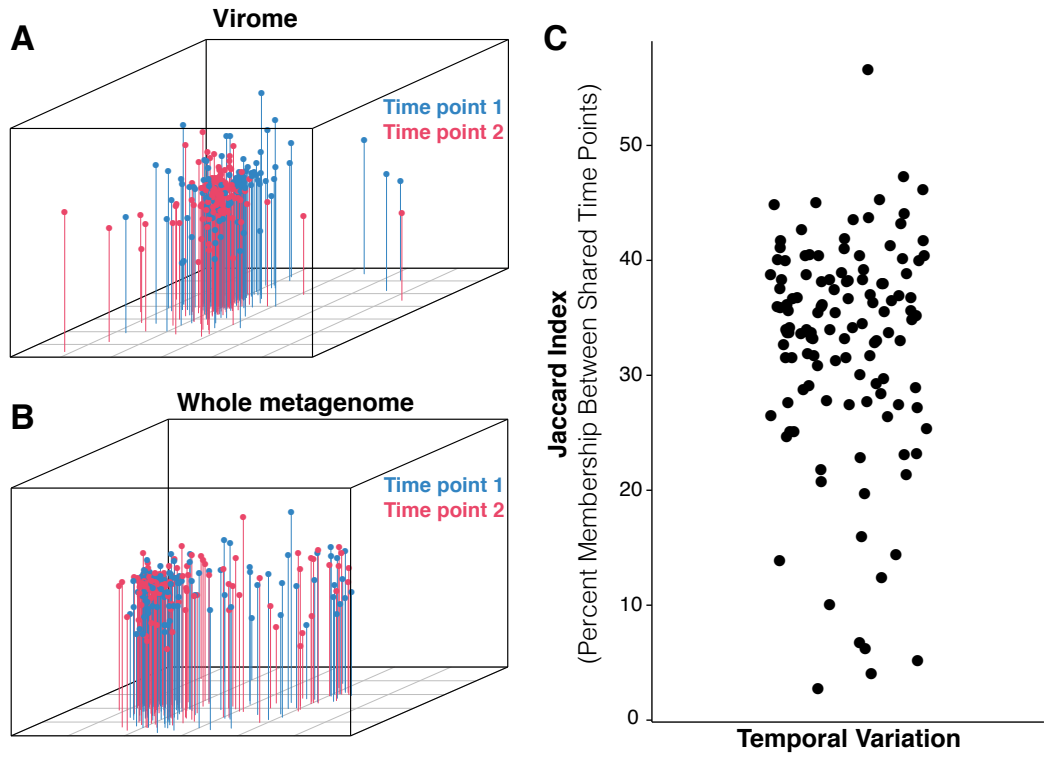 A
Virome
Time point 1
Time point 2
B
Whole metagenome
Time point 1
Time point 2
C
Jaccard Index
(Percent Membership Between Shared Time Points)
50
40
30
20
10
0
Temporal Variation